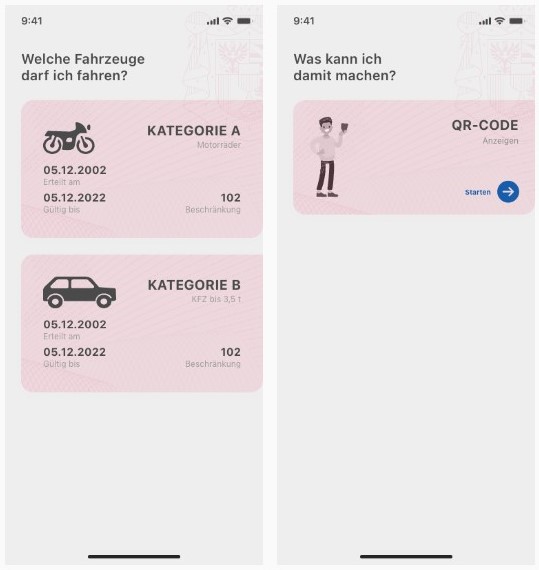 9:41
Welche Fahrzeuge
darf ich fahren?
KATEGORIE A
Motorräder
05.12.2002
Erteilt am
05.12.2022
102
Gültig bis
Beschränkung
KATEGORIE B
KFZ bis 3,5 t
05.12.2002
Erteilt am
05.12.2022
102
Gültig bis
Beschränkung
9:41
Was kann ich
damit machen?
QR-CODE
Anzeigen
Starten